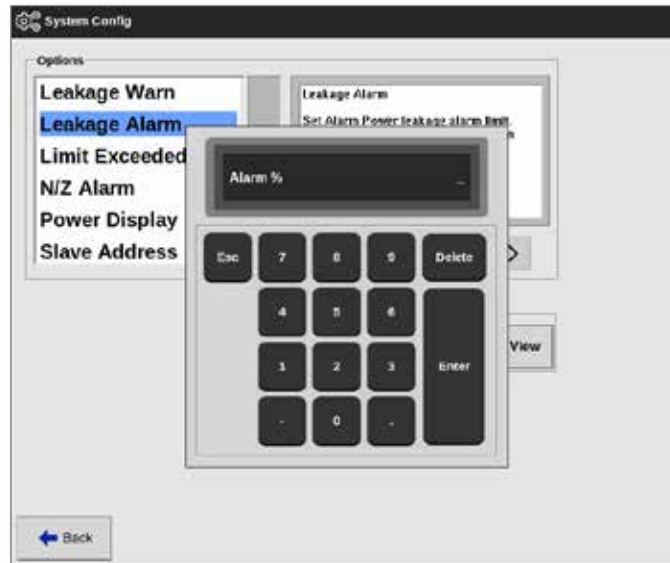 System Config
Options
Leakage Warn
Leakage Alarm
Limit Exceeded
N/Z Alarm
Power Display
Slave Address
Leakage Alarm
Set Alarm Power leakage alarm limit.
Alarm %
_
Esc 7 8 9 Delete
4 5 6
1 2 3 Enter
- 0 .
>
View
Back